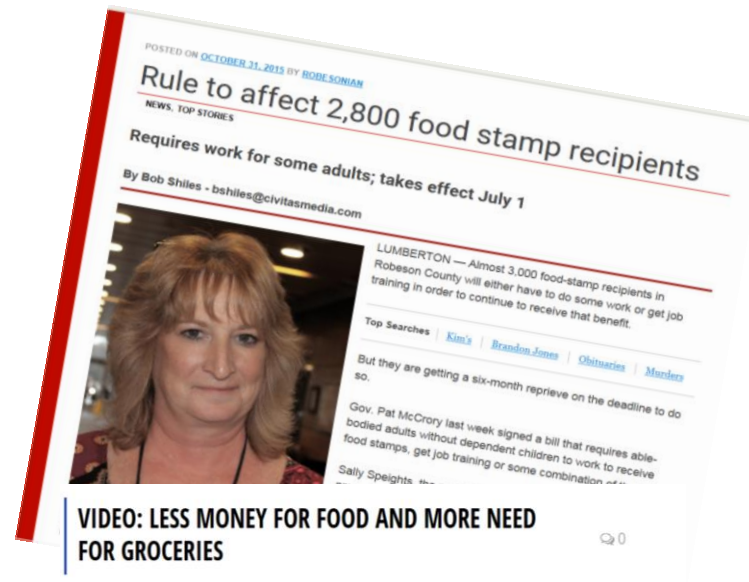 POSTED ON OCTOBER 31, 2015 BY ROBESONIAN
Rule to affect 2,800 food stamp recipients
NEWS, TOP STORIES
Requires work for some adults; takes effect July 1
By Bob Shiles - bshiles@civitasmedia.com
LUMBERTON — Almost 3,000 food-stamp recipients in
Robeson County will either have to do some work or get job
training in order to continue to receive that benefit.
Top Searches
Kim's
Brandon Jones
Obituaries
Murders
But they are getting a six-month reprieve on the deadline to do
so.
Gov. Pat McCrory last week signed a bill that requires able-
bodied adults without dependent children to work to receive
food stamps, get job training or some combination of
Sally Speights
VIDEO: LESS MONEY FOR FOOD AND MORE NEED
FOR GROCERIES
0